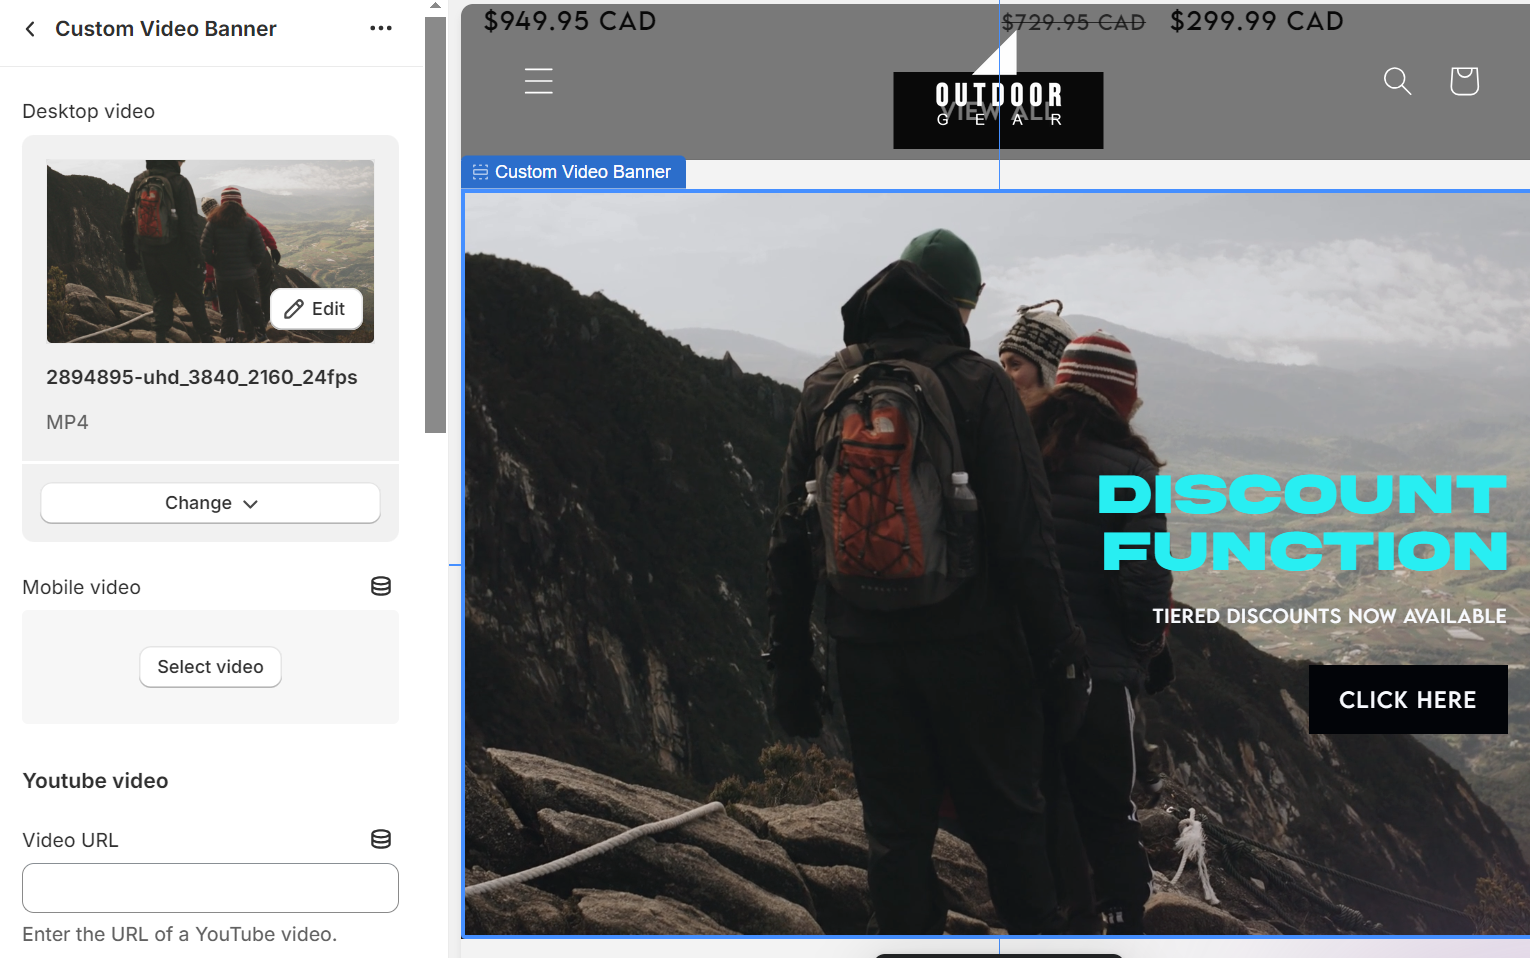 Custom Video Banner
Desktop video
Edit
2894895-uhd_3840_2160_24fps
MP4
Change
Mobile video
Select video
Youtube video
Video URL
Enter the URL of a YouTube video.
$949.95 CAD
$729.95 CAD $299.99 CAD
OUTDOOR
VIEW ALL
GEAR
Custom Video Banner
DISCOUNT
FUNCTION
TIERED DISCOUNTS NOW AVAILABLE
CLICK HERE